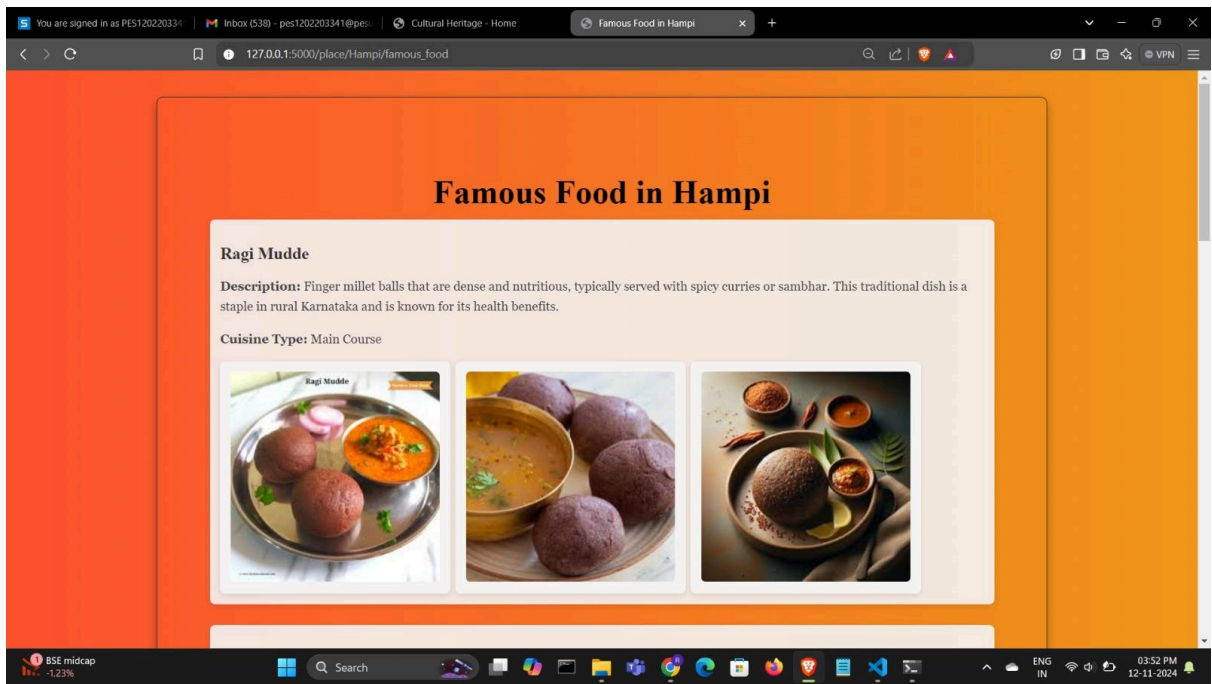 You are signed in as PES12022033
Inbox (538) - pes1202203341@pesu
Cultural Heritage - Home
Famous Food in Hampi
127.0.0.1:5000/place/Hampi/famous_food
VPN
Famous Food in Hampi
Ragi Mudde
Description: Finger millet balls that are dense and nutritious, typically served with spicy curries or sambhar. This traditional dish is a
staple in rural Karnataka and is known for its health benefits.
Cuisine Type: Main Course
Ragi Mudde
1
BSE midcap
-1.23%
Search
ENG
IN
03:52 PM
12-11-2024